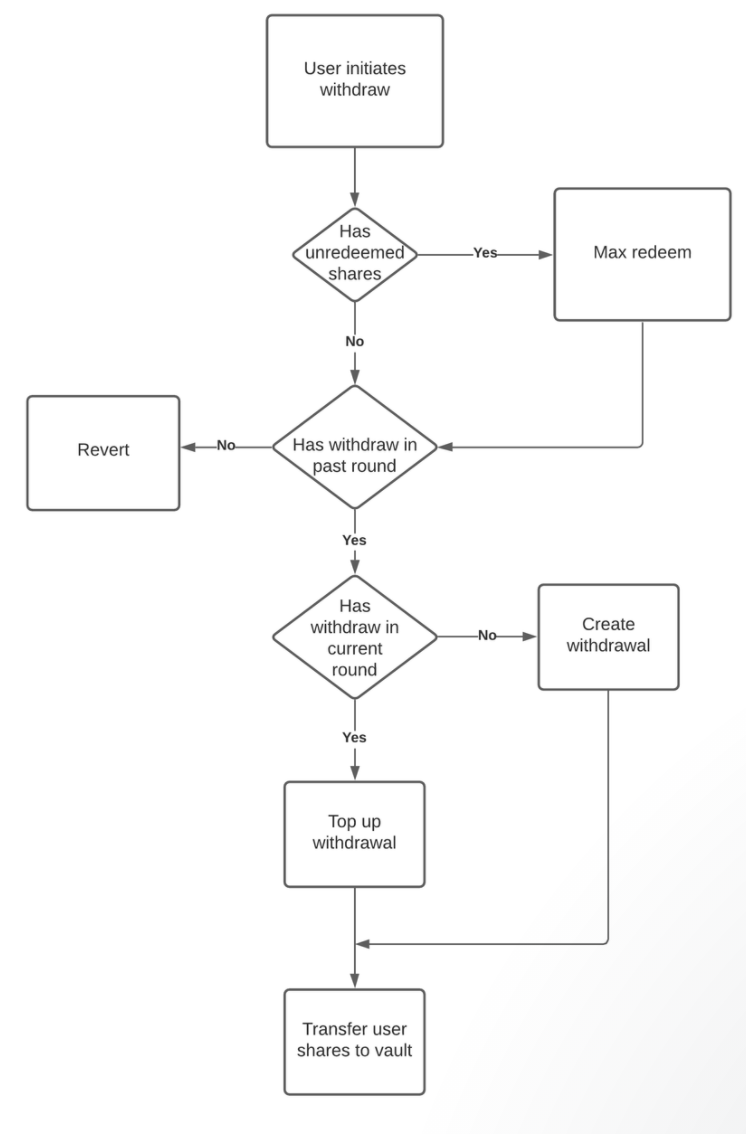 User initiates
withdraw
Has
unredeemed
shares
Yes
Max redeem
No
Has withdraw in
past round
No
Revert
Yes
Has
withdraw in
current
round
No
Create
withdrawal
Yes
Top up
withdrawal
Transfer user
shares to vault